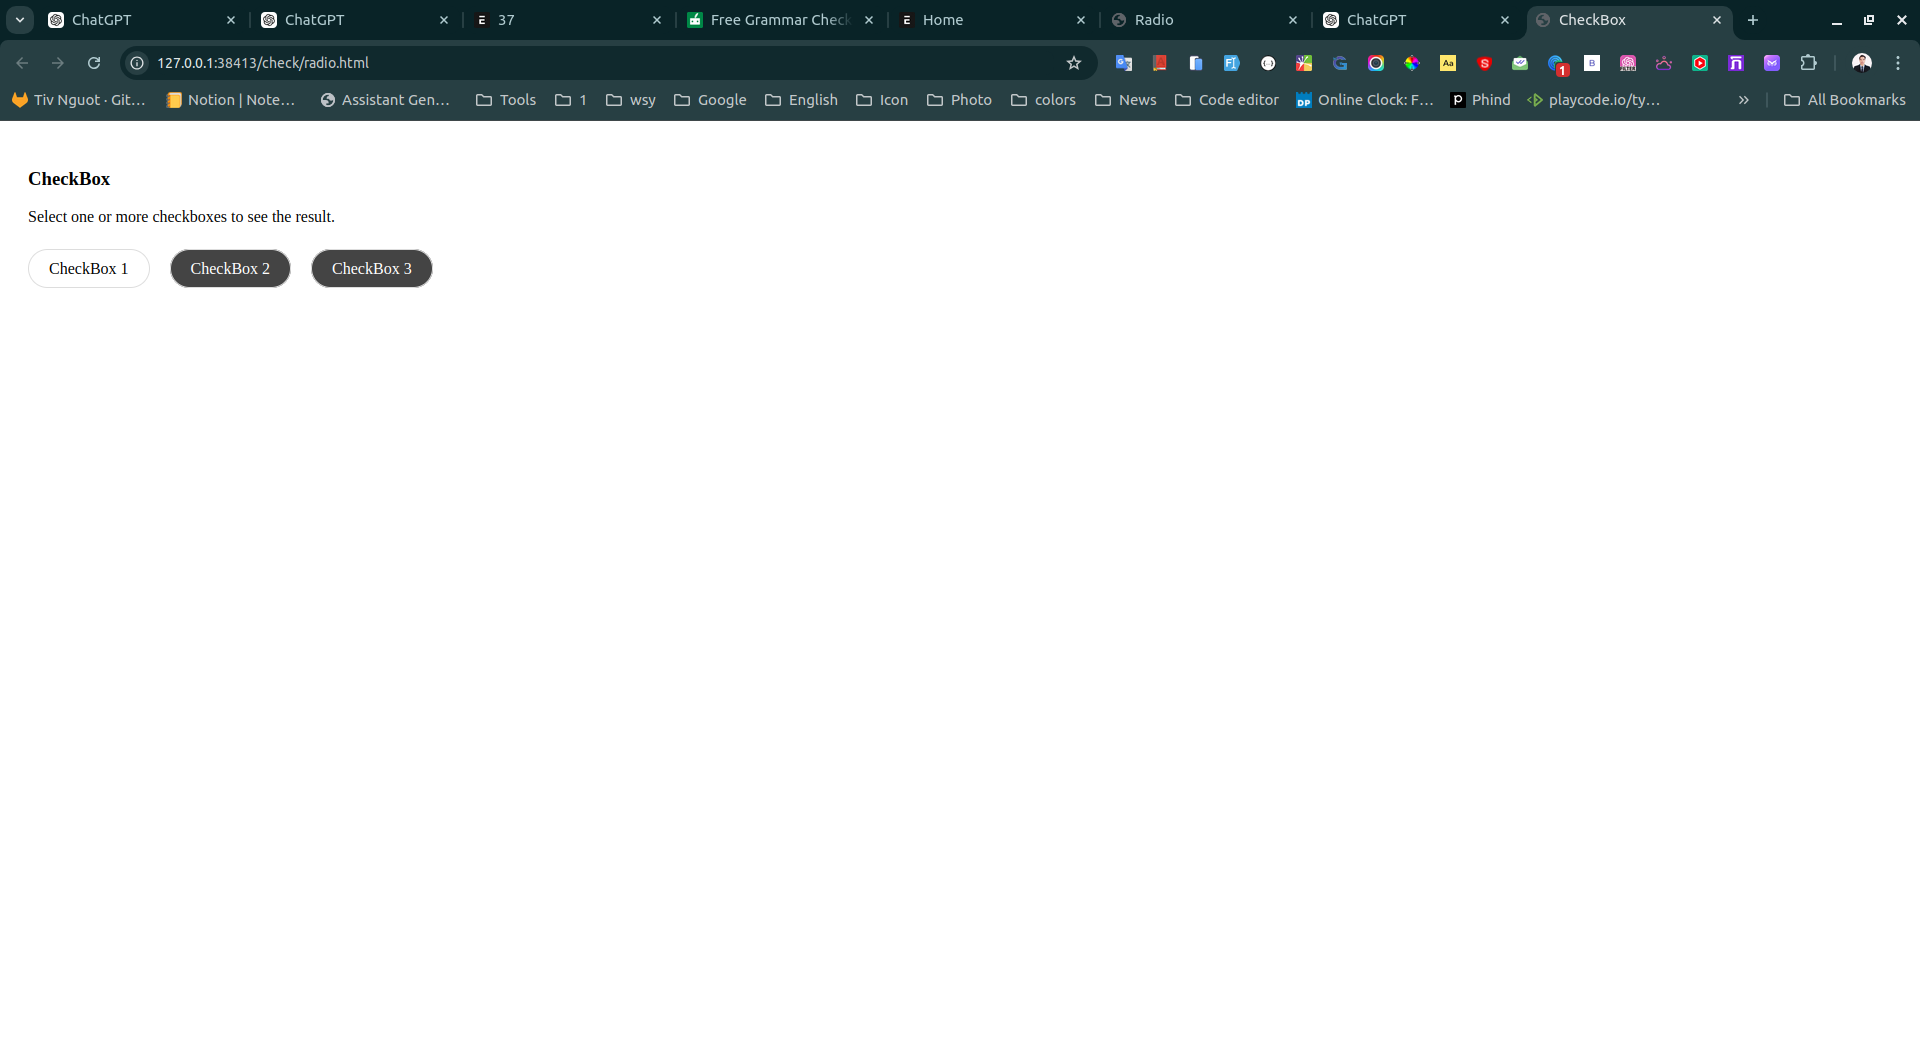 ChatGPT ChatGPT 37 Free Grammar Check Home Radio ChatGPT CheckBox
127.0.0.1:38413/check/radio.html
Tiv Nguot · Git… Notion | Note… Assistant Gen… Tools 1 wsy Google English Icon Photo colors News Code editor Online Clock: F… Phind playcode.io/ty… All Bookmarks
CheckBox
Select one or more checkboxes to see the result.
CheckBox 1 CheckBox 2 CheckBox 3